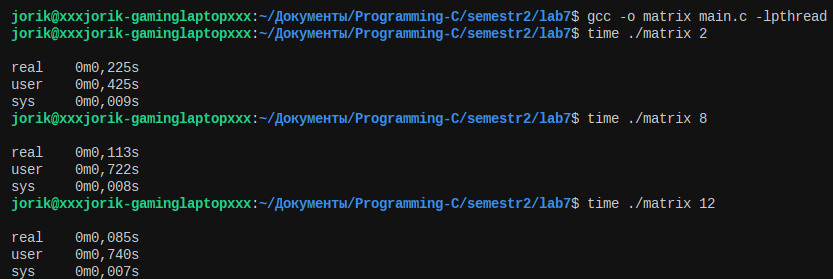 jorik@xxxjorik-gaminglaptopxxx:~/Документы/Programming-C/semestr2/lab7$ gcc -o matrix main.c -lpthread
jorik@xxxjorik-gaminglaptopxxx:~/Документы/Programming-C/semestr2/lab7$ time ./matrix 2
real 0m0,225s
user 0m0,425s
sys 0m0,009s
jorik@xxxjorik-gaminglaptopxxx:~/Документы/Programming-C/semestr2/lab7$ time ./matrix 8
real 0m0,113s
user 0m0,722s
sys 0m0,008s
jorik@xxxjorik-gaminglaptopxxx:~/Документы/Programming-C/semestr2/lab7$ time ./matrix 12
real 0m0,085s
user 0m0,740s
sys 0m0,007s